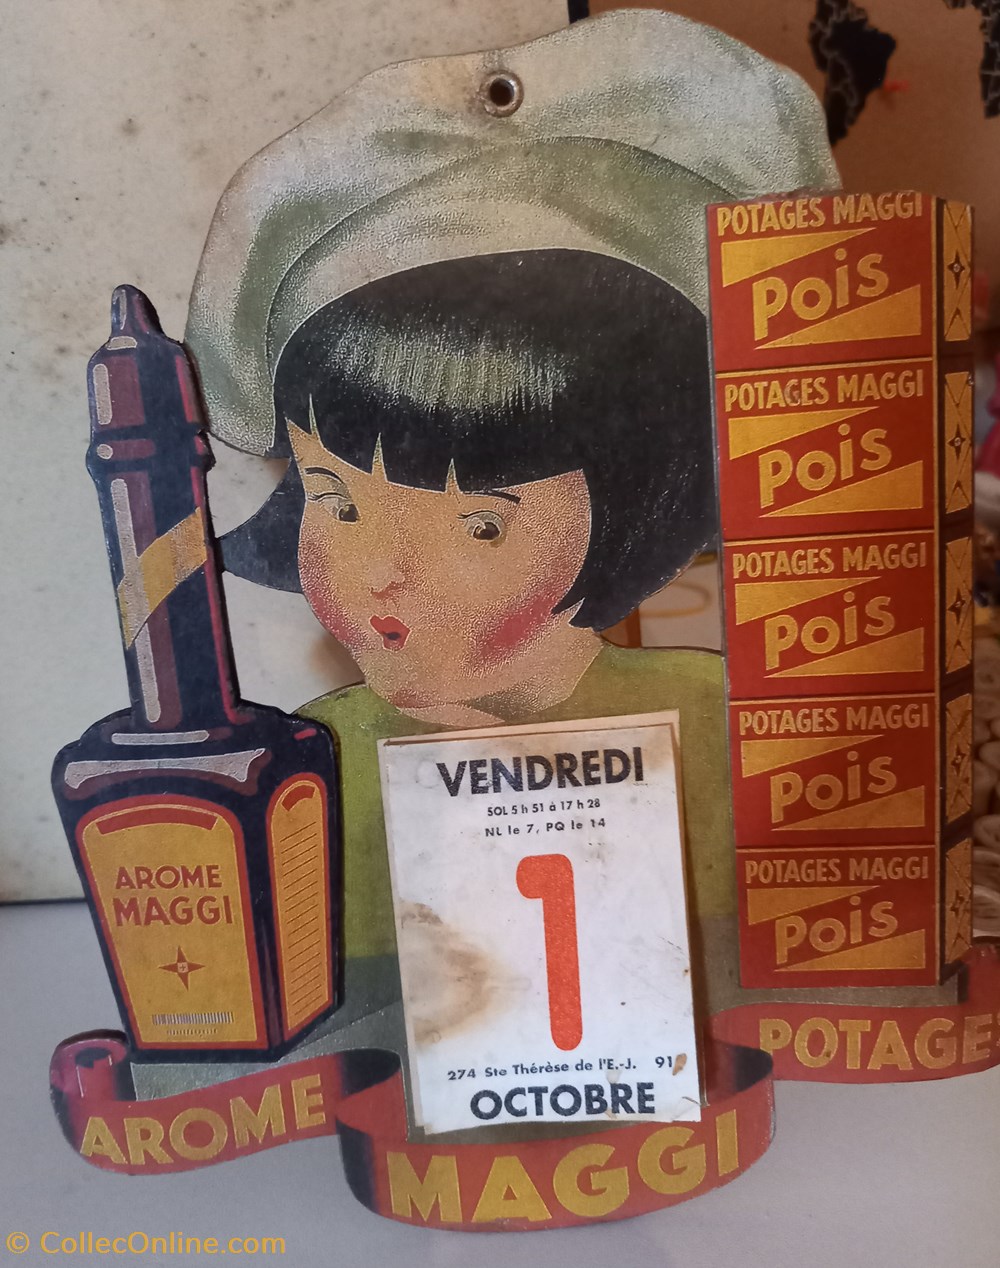 POTAGES MAGGI
Pois
POTAGES MAGGI
Pois
POTAGES MAGGI
Pois
POTAGES MAGGI
Pois
POTAGES MAGGI
Pois
AROME
MAGGI
VENDREDI
SOL 5 h 51 à 17 h 28
NL le 7, PQ le 14
1
274 Ste Thérèse de l'E.-J. 91
OCTOBRE
AROME
MAGGI
POTAGE
© CollecOnline.com